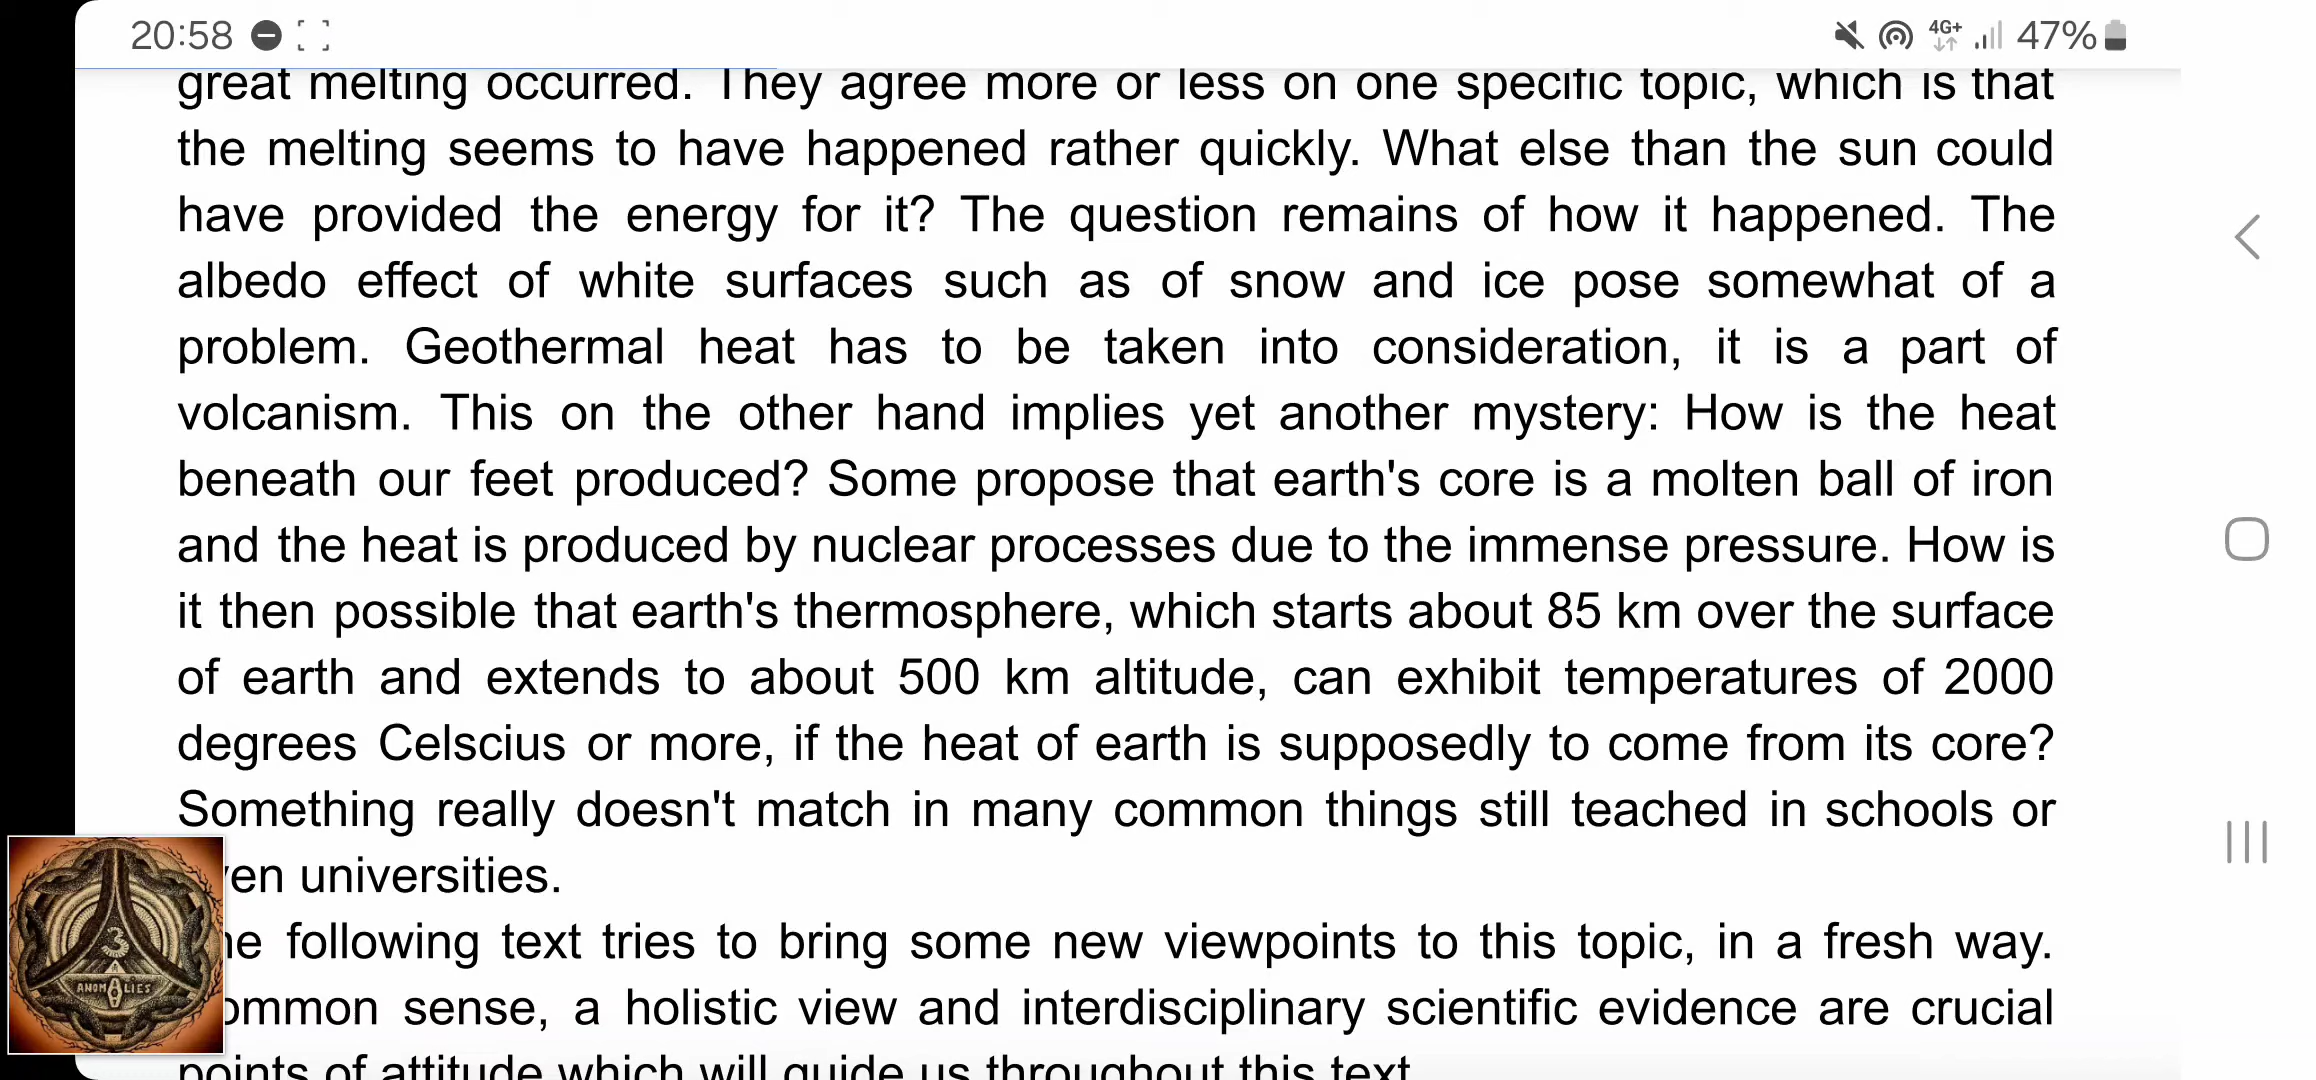 20:58
4G+ 47%
great melting occurred. They agree more or less on one specific topic, which is that
the melting seems to have happened rather quickly. What else than the sun could
have provided the energy for it? The question remains of how it happened. The
albedo effect of white surfaces such as of snow and ice pose somewhat of a
problem. Geothermal heat has to be taken into consideration, it is a part of
volcanism. This on the other hand implies yet another mystery: How is the heat
beneath our feet produced? Some propose that earth's core is a molten ball of iron
and the heat is produced by nuclear processes due to the immense pressure. How is
it then possible that earth's thermosphere, which starts about 85 km over the surface
of earth and extends to about 500 km altitude, can exhibit temperatures of 2000
degrees Celscius or more, if the heat of earth is supposedly to come from its core?
Something really doesn't match in many common things still teached in schools or
ven universities.
he following text tries to bring some new viewpoints to this topic, in a fresh way.
ommon sense, a holistic view and interdisciplinary scientific evidence are crucial
points of attitude which will guide us throughout this text
3
ANOMALIES